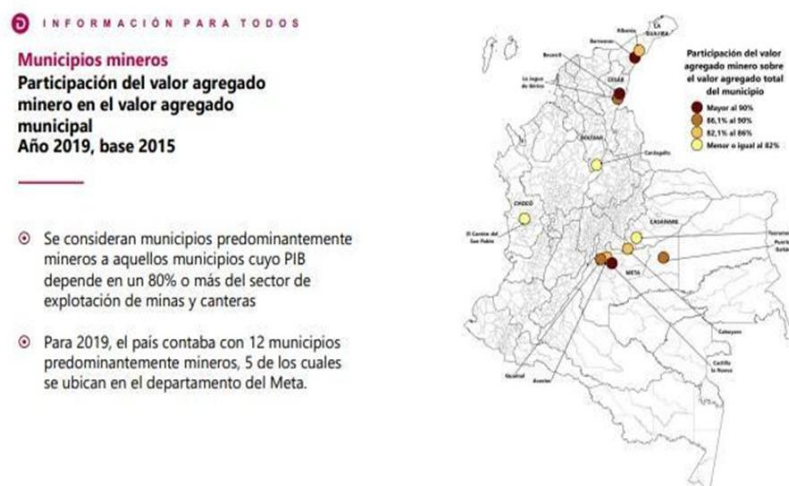 INFORMACIÓN PARA TODOS
Municipios mineros
Participación del valor agregado
minero en el valor agregado
municipal
Año 2019, base 2015
Se consideran municipios predominantemente
mineros a aquellos municipios cuyo PIB
depende en un 80% o más del sector de
explotación de minas y canteras
Para 2019, el país contaba con 12 municipios
predominantemente mineros, 5 de los cuales
se ubican en el departamento del Meta.
Participación del valor
agregado minero sobre
el valor agregado total
del municipio
Mayor al 90%
86,1% al 90%
82,1% al 86%
Menor o igual al 82%
LA
GUAJIRA
Albania
Barrancas
Becerril
La Jagua
de Ibirico
CESAR
BOLÍVAR
Cantagallo
CHOCÓ
El Cantón del
San Pablo
CASANARE
Puerto
Gaitán
META
Cabuyaro
Castilla
la Nueva
Guamal
Acacías